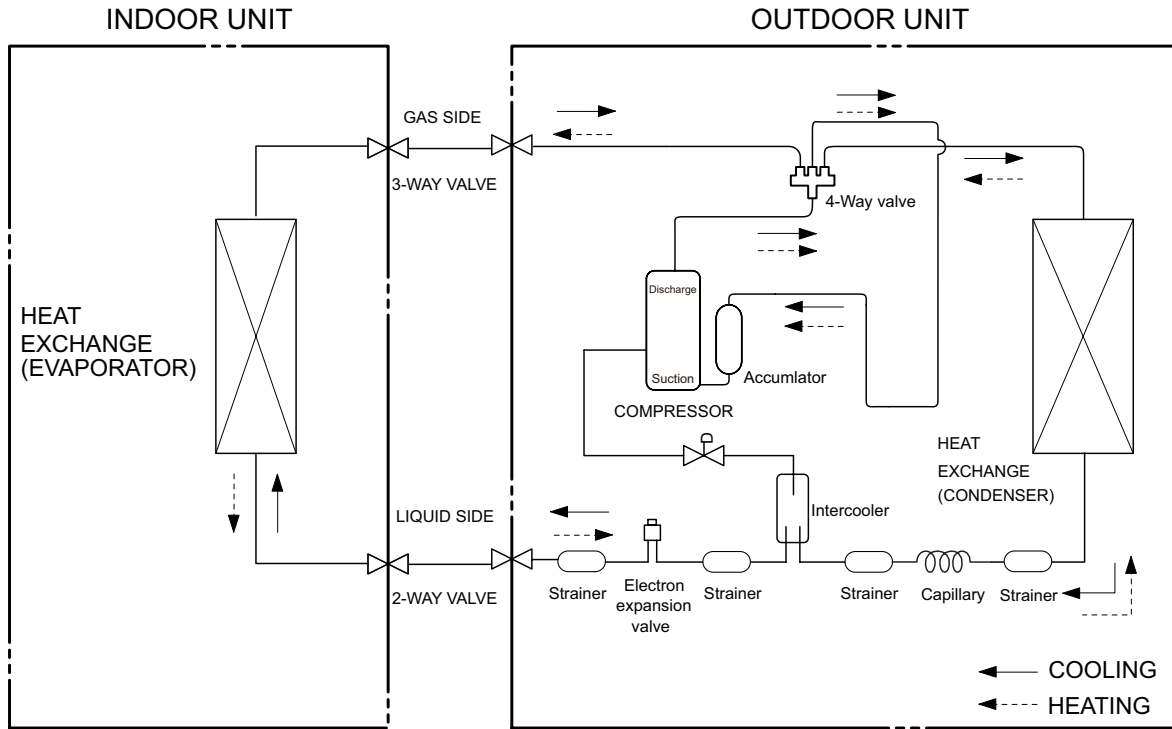 INDOOR UNIT
OUTDOOR UNIT
GAS SIDE
3-WAY VALVE
4-Way valve
Discharge
Suction
Accumlator
COMPRESSOR
HEAT
EXCHANGE
(EVAPORATOR)
HEAT
EXCHANGE
(CONDENSER)
Intercooler
LIQUID SIDE
2-WAY VALVE
Strainer
Electron
expansion
valve
Strainer
Strainer
Capillary
Strainer
COOLING
HEATING